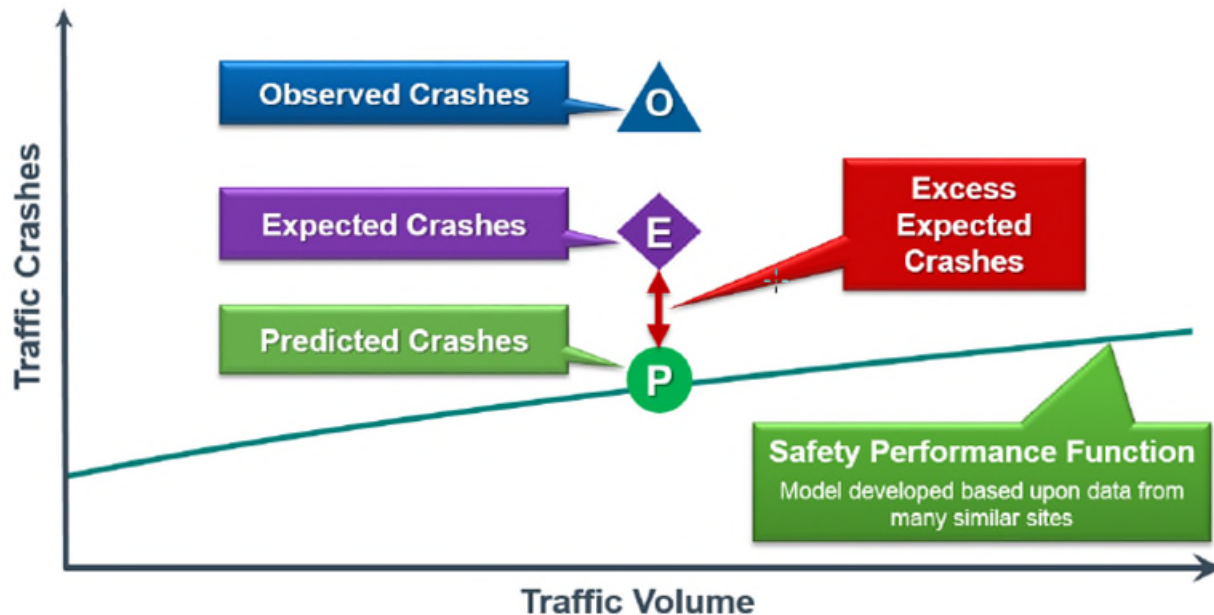 Traffic Crashes
Observed Crashes
O
Expected Crashes
E
Excess
Expected
Crashes
Predicted Crashes
P
Safety Performance Function
Model developed based upon data from
many similar sites
Traffic Volume